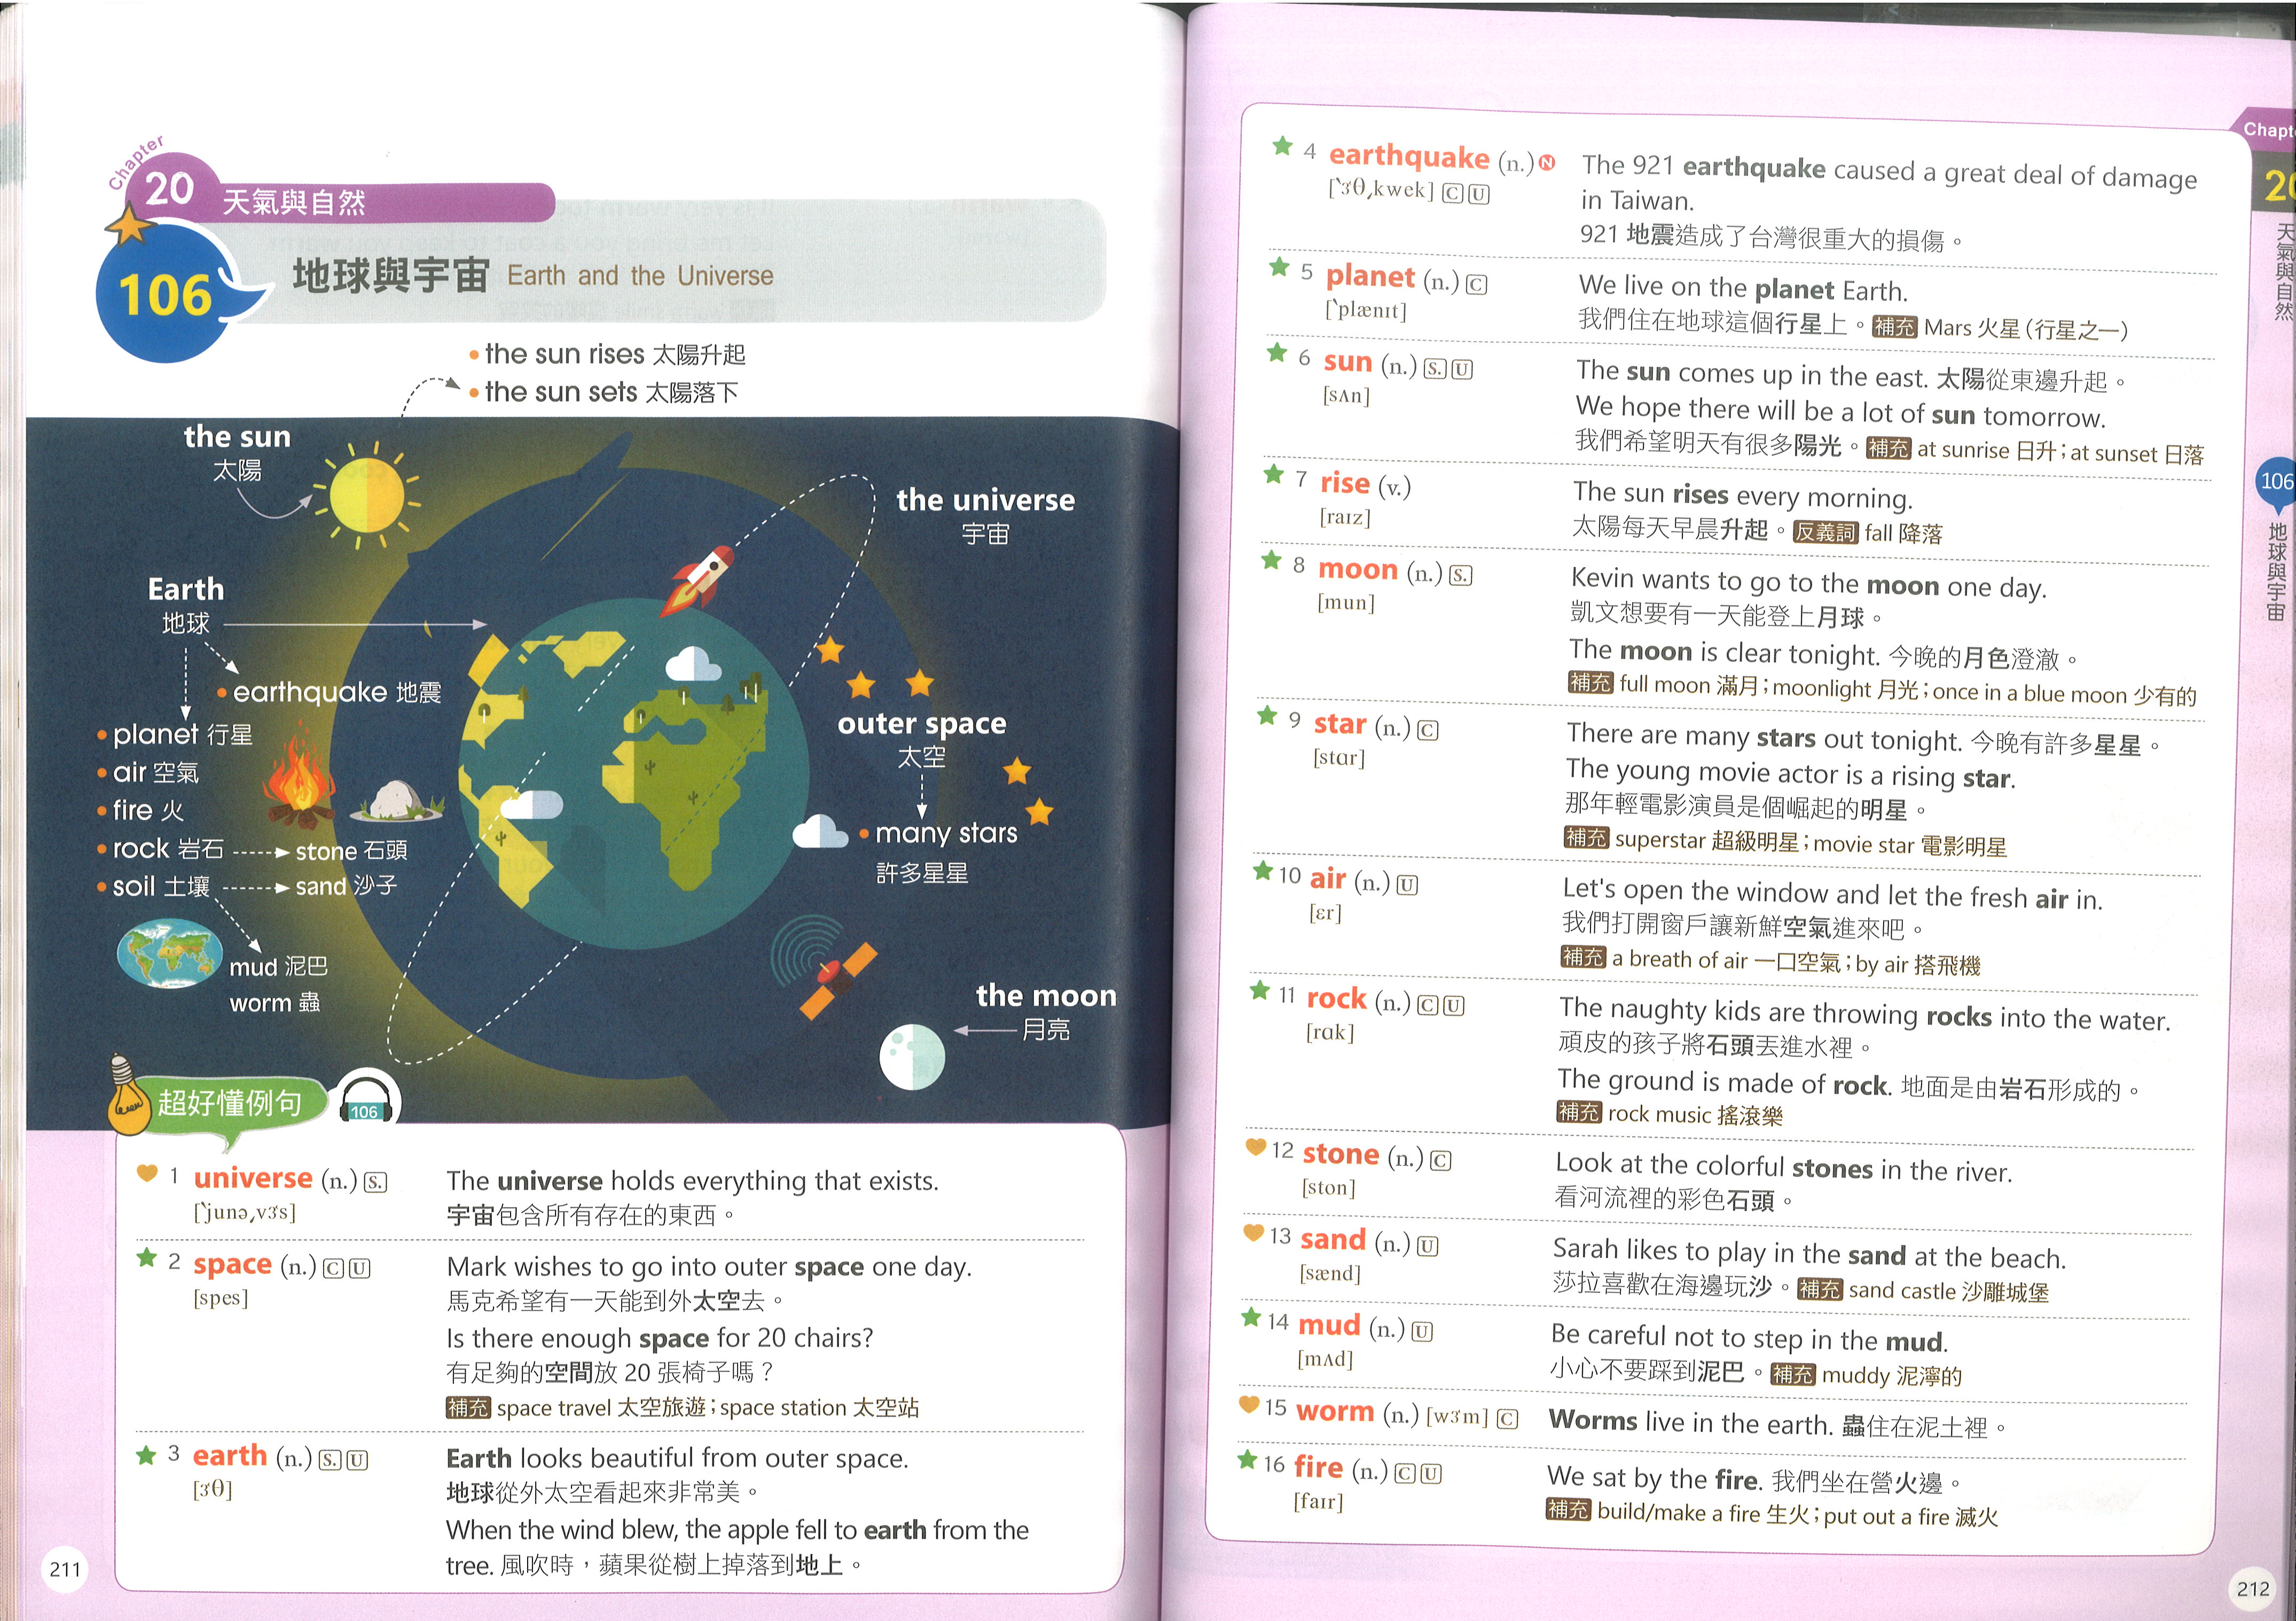 Chapter
20 天氣與自然
106 地球與宇宙 Earth and the Universe
• the sun rises 太陽升起
• the sun sets 太陽落下
the sun
太陽
the universe
宇宙
Earth
地球
• earthquake 地震
• planet 行星
• air 空氣
• fire 火
• rock 岩石 stone 石頭
• soil 土壤 sand 沙子
mud 泥巴
worm 蟲
outer space
太空
• many stars
許多星星
the moon
月亮
超好懂例句 106
1 universe (n.) S. The universe holds everything that exists.
[ˋjunə͵vɝs] 宇宙包含所有存在的東西。
2 space (n.) C U Mark wishes to go into outer space one day.
[spes] 馬克希望有一天能到外太空去。
Is there enough space for 20 chairs?
有足夠的空間放 20 張椅子嗎？
補充 space travel 太空旅遊；space station 太空站
3 earth (n.) S. U Earth looks beautiful from outer space.
[ɝθ] 地球從外太空看起來非常美。
When the wind blew, the apple fell to earth from the
tree. 風吹時，蘋果從樹上掉落到地上。
211
4 earthquake (n.) N The 921 earthquake caused a great deal of damage
[ˋɝθ͵kwek] C U in Taiwan.
921 地震造成了台灣很重大的損傷。
5 planet (n.) C We live on the planet Earth.
[ˋplænɪt] 我們住在地球這個行星上。補充 Mars 火星（行星之一）
6 sun (n.) S. U The sun comes up in the east. 太陽從東邊升起。
[sʌn] We hope there will be a lot of sun tomorrow.
我們希望明天有很多陽光。補充 at sunrise 日升；at sunset 日落
7 rise (v.) The sun rises every morning.
[raɪz] 太陽每天早晨升起。反義詞 fall 降落
8 moon (n.) S. Kevin wants to go to the moon one day.
[mun] 凱文想要有一天能登上月球。
The moon is clear tonight. 今晚的月色澄澈。
補充 full moon 滿月；moonlight 月光；once in a blue moon 少有的
9 star (n.) C There are many stars out tonight. 今晚有許多星星。
[stɑr] The young movie actor is a rising star.
那年輕電影演員是個崛起的明星。
補充 superstar 超級明星；movie star 電影明星
10 air (n.) U Let's open the window and let the fresh air in.
[ɛr] 我們打開窗戶讓新鮮空氣進來吧。
補充 a breath of air 一口空氣；by air 搭飛機
11 rock (n.) C U The naughty kids are throwing rocks into the water.
[rɑk] 頑皮的孩子將石頭丟進水裡。
The ground is made of rock. 地面是由岩石形成的。
補充 rock music 搖滾樂
12 stone (n.) C Look at the colorful stones in the river.
[ston] 看河流裡的彩色石頭。
13 sand (n.) U Sarah likes to play in the sand at the beach.
[sænd] 莎拉喜歡在海邊玩沙。補充 sand castle 沙雕城堡
14 mud (n.) U Be careful not to step in the mud.
[mʌd] 小心不要踩到泥巴。補充 muddy 泥濘的
15 worm (n.) [wɝm] C Worms live in the earth. 蟲住在泥土裡。
16 fire (n.) C U We sat by the fire. 我們坐在營火邊。
[faɪr] 補充 build/make a fire 生火；put out a fire 滅火
天氣與自然
106
地球與宇宙
212